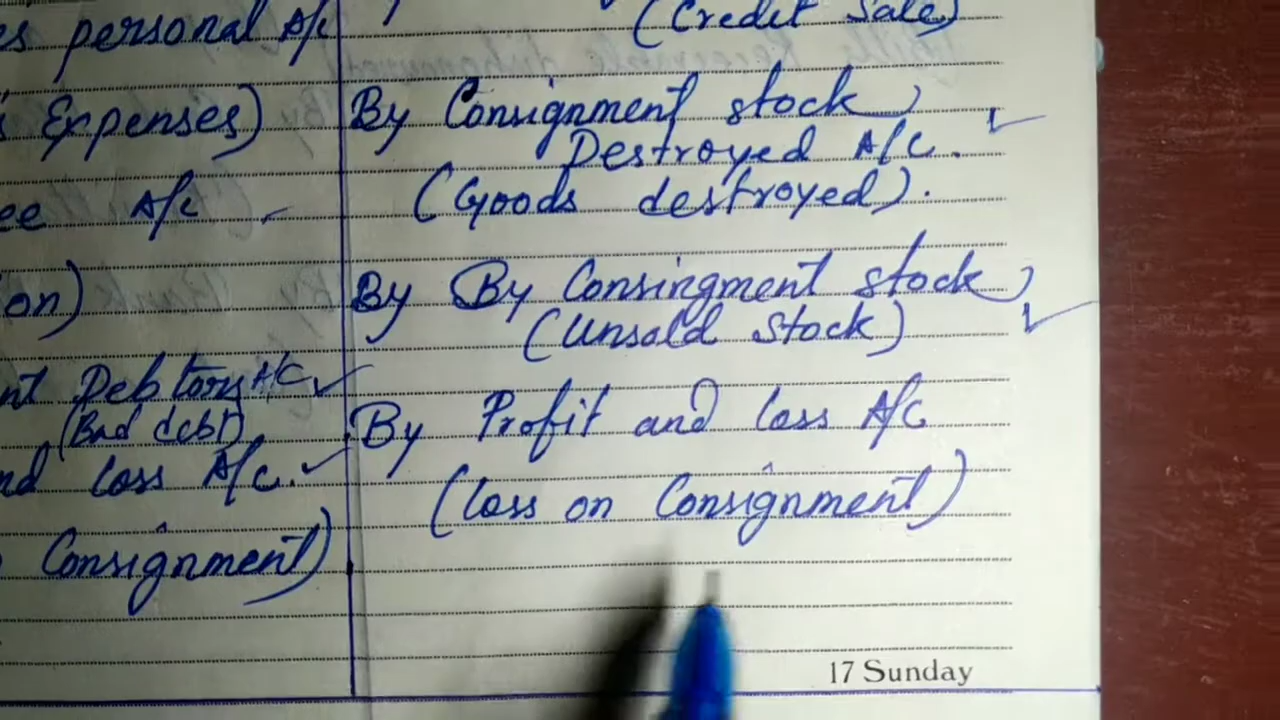 es personal A/c
s Expenses)
ee A/c
on)
nt Debtors A/C
(Bad debt)
nd loss A/c.
Consignment)
(Credit Sale)
By Consignment stock
Destroyed A/C.
(Goods destroyed).
By By Consingment stock
(Unsold Stock)
By Profit and loss A/C
(loss on Consignment)
17 Sunday